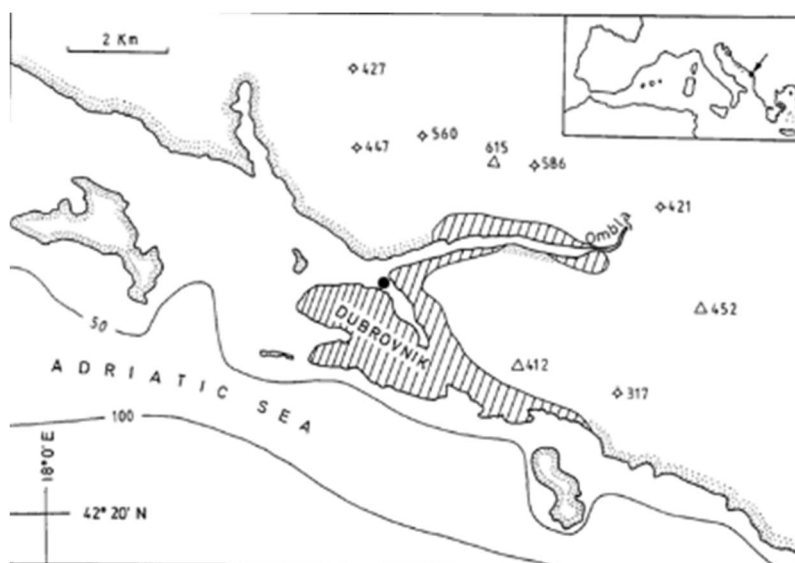 2 Km
427
447
560
615
586
421
Ombla
452
DUBROVNIK
412
317
50
ADRIATIC SEA
100
18°0'E
42° 20' N